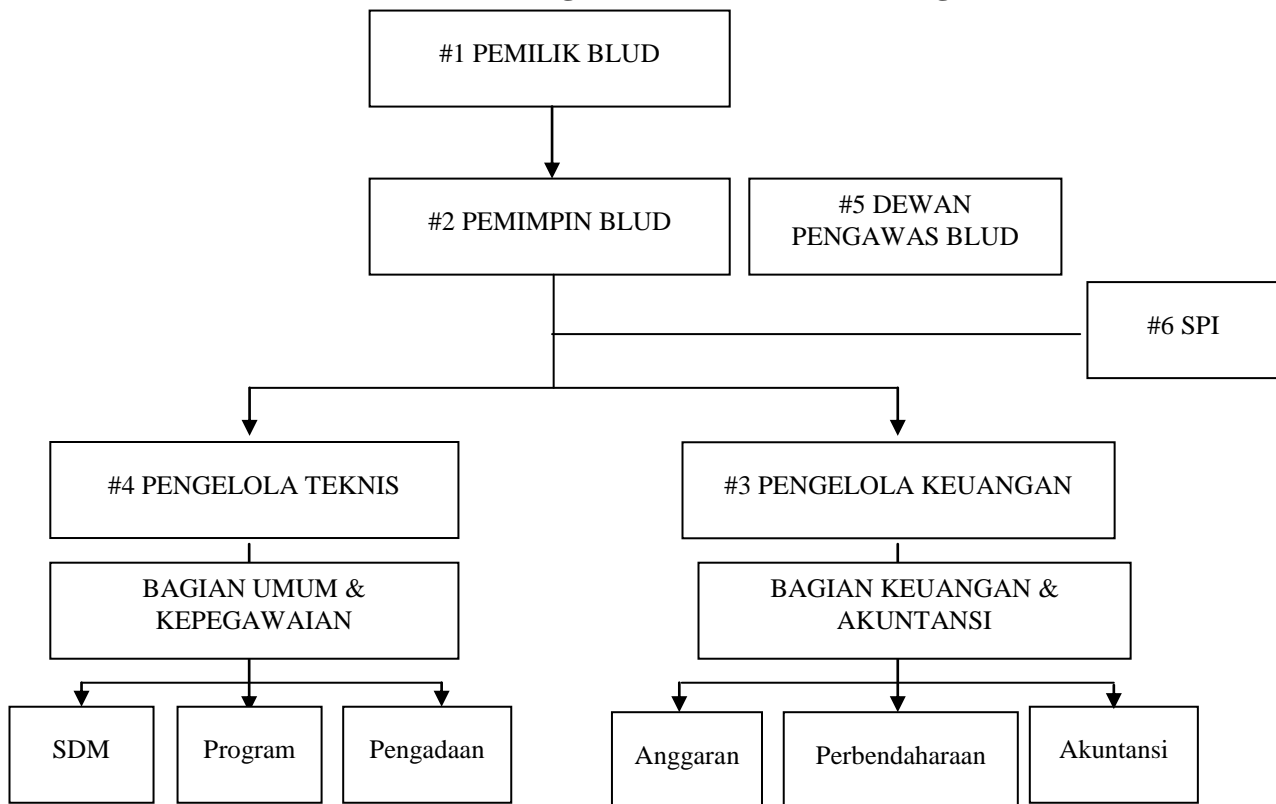 #1 PEMILIK BLUD
#2 PEMIMPIN BLUD
#5 DEWAN
PENGAWAS BLUD
#6 SPI
#4 PENGELOLA TEKNIS
#3 PENGELOLA KEUANGAN
BAGIAN UMUM &
KEPEGAWAIAN
BAGIAN KEUANGAN &
AKUNTANSI
SDM
Program
Pengadaan
Anggaran
Perbendaharaan
Akuntansi